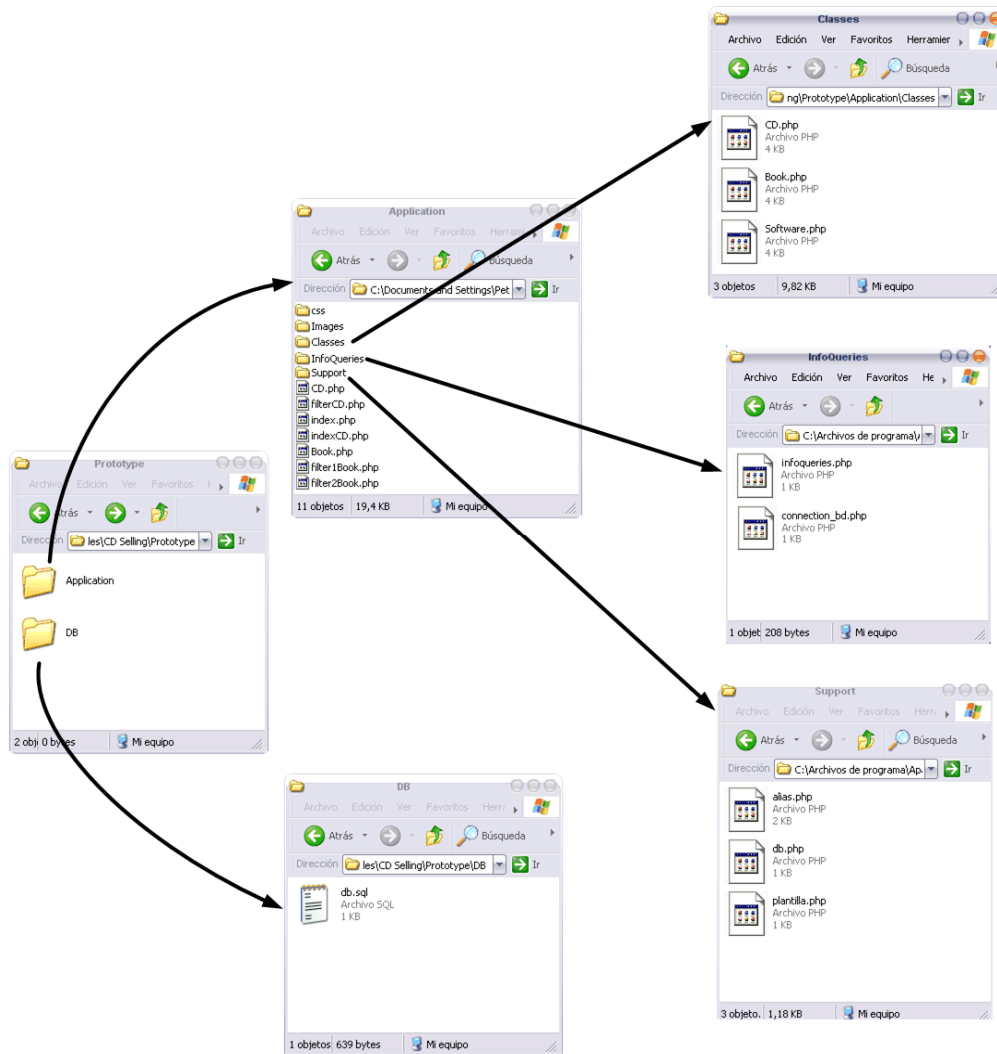 Classes
Archivo Edición Ver Favoritos Herramier
Atrás Búsqueda
Dirección ng\Prototype\Application\Classes Ir
CD.php
Archivo PHP
4 KB
Book.php
Archivo PHP
4 KB
Software.php
Archivo PHP
4 KB
3 objetos 9,82 KB Mi equipo
Application
Archivo Edición Ver Favoritos Herramier
Atrás Búsqueda
Dirección C:\Documents and Settings\Pet Ir
css
Images
Classes
InfoQueries
Support
CD.php
filterCD.php
index.php
indexCD.php
Book.php
filter1Book.php
filter2Book.php
11 objetos 19,4 KB Mi equipo
InfoQueries
Archivo Edición Ver Favoritos He
Atrás
Dirección C:\Archivos de programa\A Ir
infoqueries.php
Archivo PHP
1 KB
connection_bd.php
Archivo PHP
1 KB
1 objet 208 bytes Mi equipo
Prototype
Archivo Edición Ver Favoritos
Atrás
Dirección les\CD Selling\Prototype Ir
Application
DB
2 obj 0 bytes Mi equipo
Support
Archivo Edición Ver Favoritos Herra
Atrás Búsqueda
Dirección C:\Archivos de programa\Ap Ir
alias.php
Archivo PHP
2 KB
db.php
Archivo PHP
1 KB
plantilla.php
Archivo PHP
1 KB
3 objeto. 1,18 KB Mi equipo
DB
Archivo Edición Ver Favoritos Herra
Atrás Búsqueda
Dirección les\CD Selling\Prototype\DB Ir
db.sql
Archivo SQL
1 KB
1 objetos 639 bytes Mi equipo